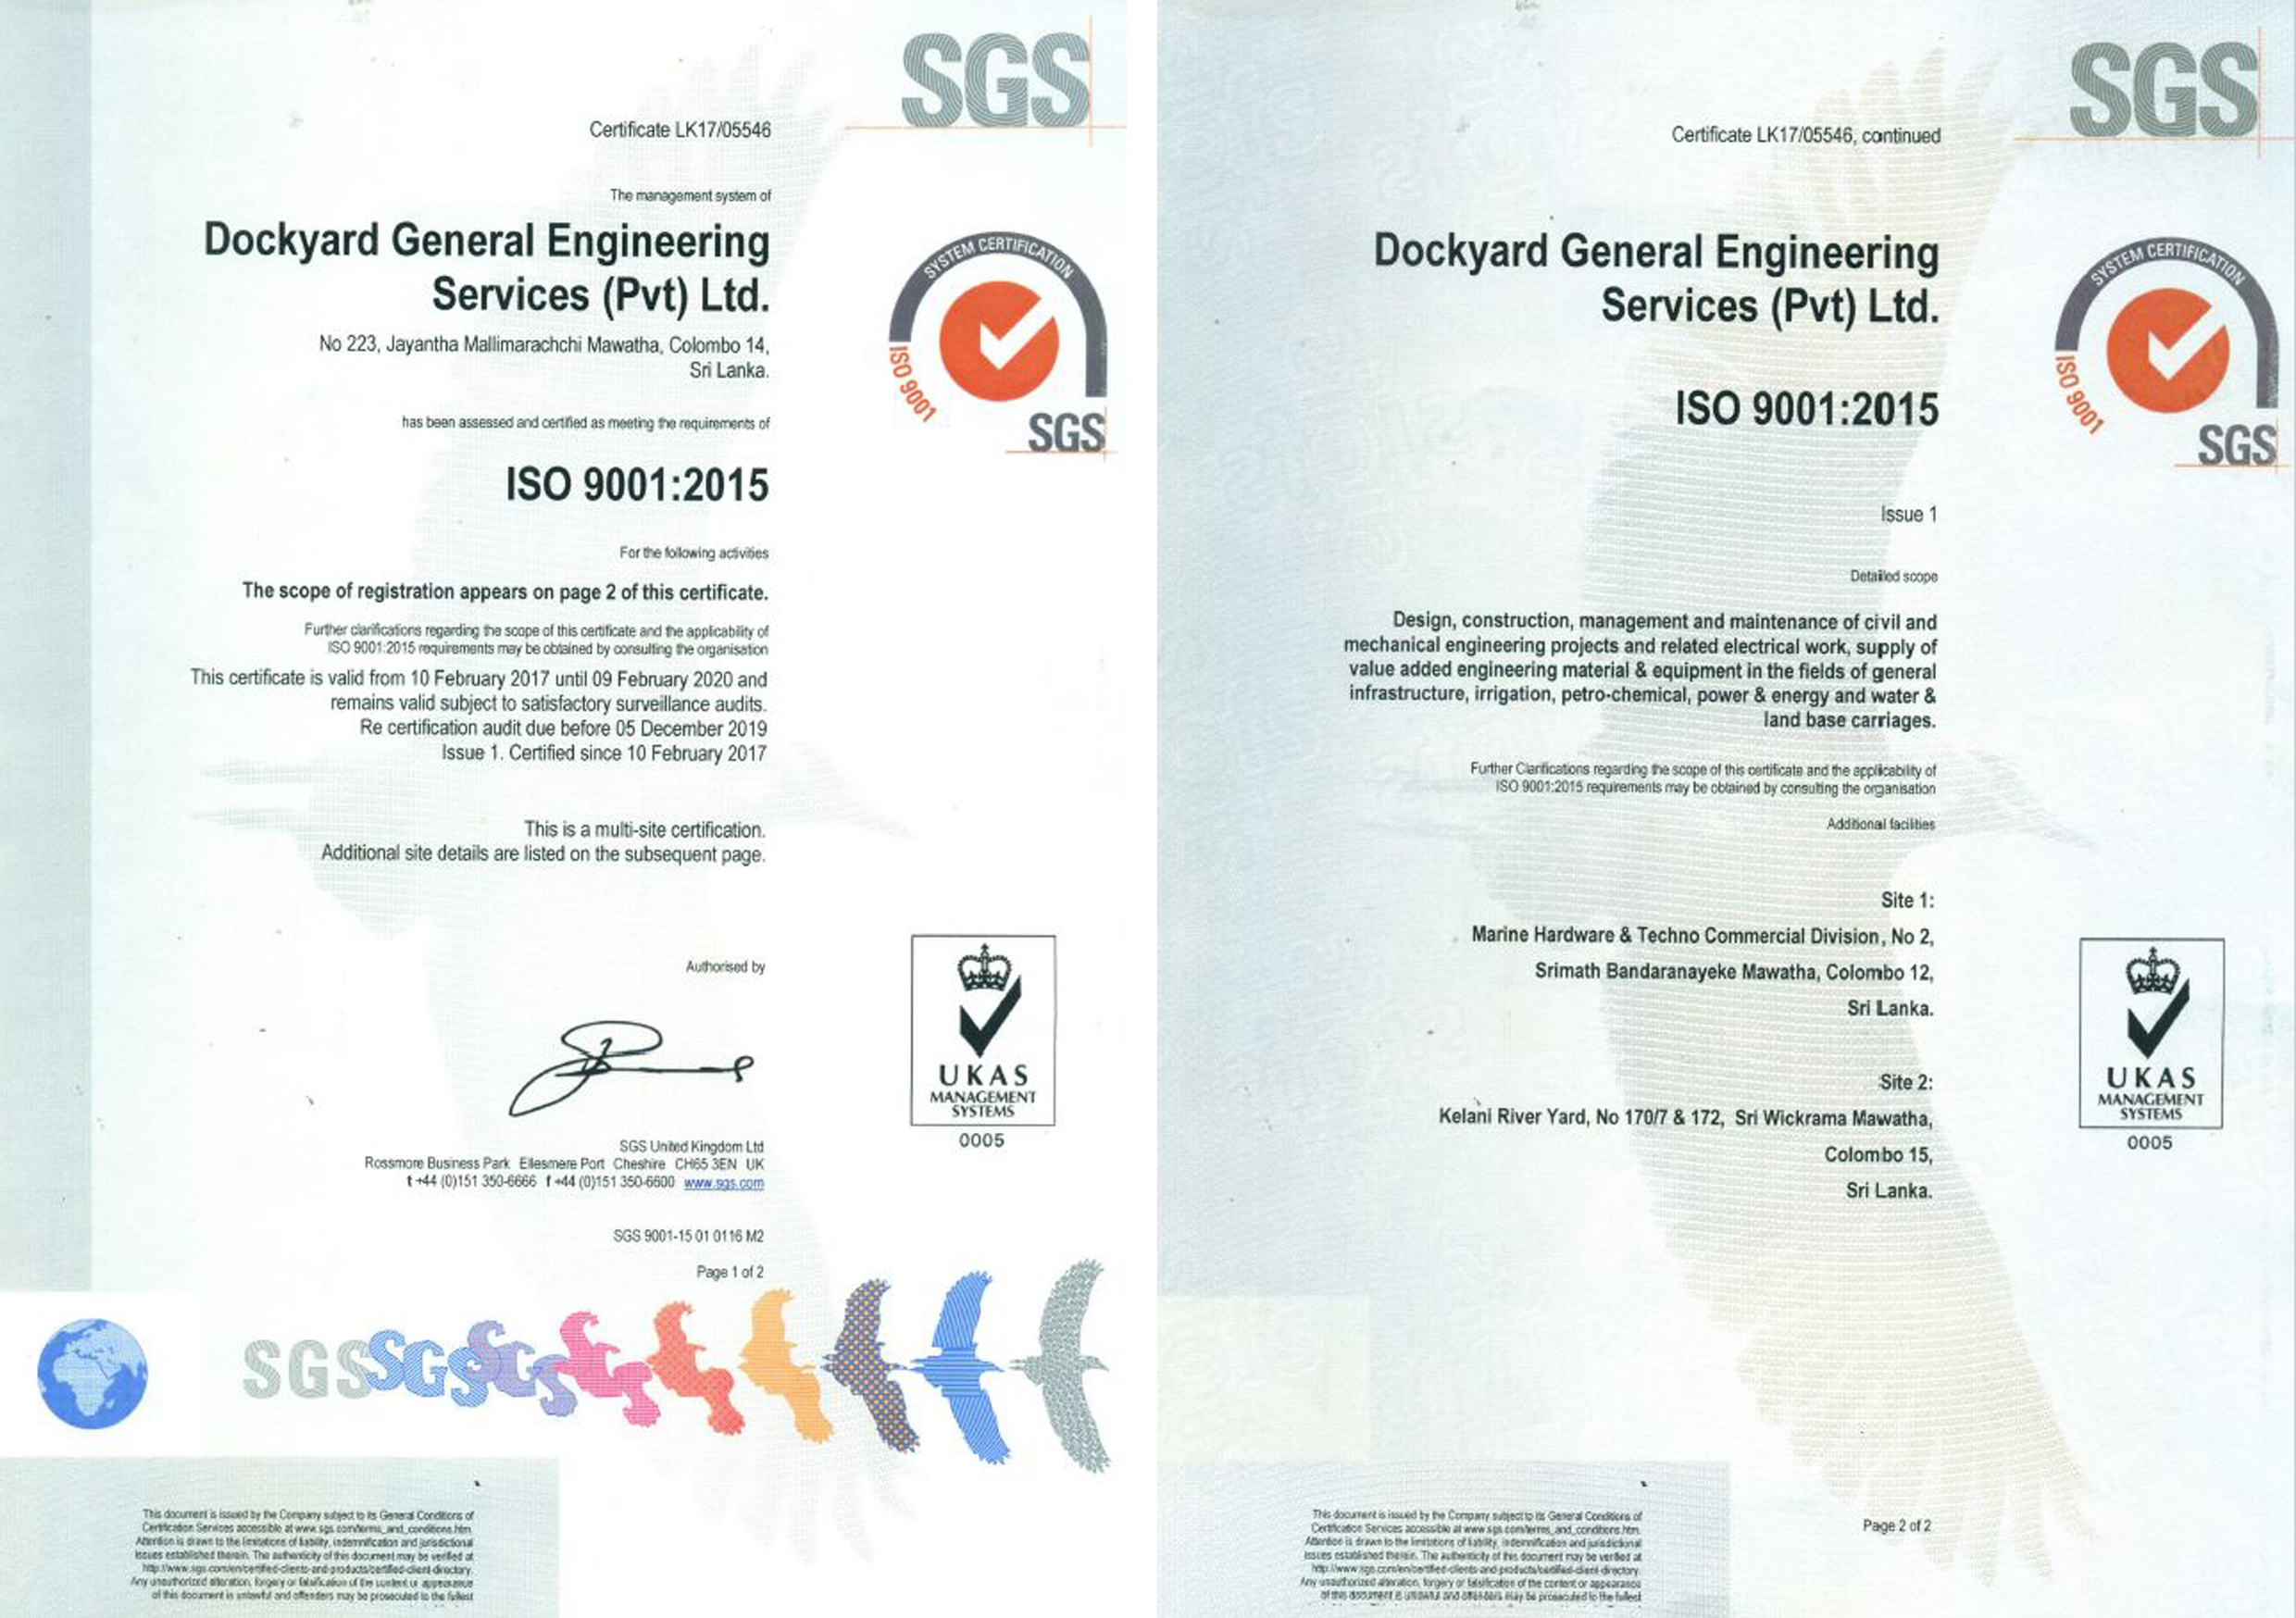 SGS
Certificate LK17/05546
The management system of
Dockyard General Engineering
Services (Pvt) Ltd.
No 223, Jayantha Mallimarachchi Mawatha, Colombo 14,
Sri Lanka.
has been assessed and certified as meeting the requirements of
ISO 9001:2015
For the following activities
The scope of registration appears on page 2 of this certificate.
Further clarifications regarding the scope of this certificate and the applicability of
ISO 9001:2015 requirements may be obtained by consulting the organisation
This certificate is valid from 10 February 2017 until 09 February 2020 and
remains valid subject to satisfactory surveillance audits.
Re certification audit due before 05 December 2019
Issue 1. Certified since 10 February 2017
This is a multi-site certification.
Additional site details are listed on the subsequent page.
Authorised by
SGS United Kingdom Ltd
Rossmore Business Park Ellesmere Port Cheshire CH65 3EN UK
t +44 (0)151 350-6666 f +44 (0)151 350-6600 www.sgs.com
SGS 9001-15 01 0116 M2
Page 1 of 2
SYSTEM CERTIFICATION
ISO 9001
SGS
UKAS
MANAGEMENT
SYSTEMS
0005
SGS SGS SGS
This document is issued by the Company subject to its General Conditions of
Certification Services accessible at www.sgs.com/terms_and_conditions.htm.
Attention is drawn to the limitations of liability, indemnification and jurisdictional
issues established therein. The authenticity of this document may be verified at
http://www.sgs.com/en/certified-clients-and-products/certified-client-directory.
Any unauthorized alteration, forgery or falsification of the content or appearance
of this document is unlawful and offenders may be prosecuted to the fullest
SGS
Certificate LK17/05546, continued
Dockyard General Engineering
Services (Pvt) Ltd.
ISO 9001:2015
Issue 1
Detailed scope
Design, construction, management and maintenance of civil and
mechanical engineering projects and related electrical work, supply of
value added engineering material & equipment in the fields of general
infrastructure, irrigation, petro-chemical, power & energy and water &
land base carriages.
Further Clarifications regarding the scope of this certificate and the applicability of
ISO 9001:2015 requirements may be obtained by consulting the organisation
Additional facilities
Site 1:
Marine Hardware & Techno Commercial Division, No 2,
Srimath Bandaranayeke Mawatha, Colombo 12,
Sri Lanka.
Site 2:
Kelani River Yard, No 170/7 & 172, Sri Wickrama Mawatha,
Colombo 15,
Sri Lanka.
SYSTEM CERTIFICATION
ISO 9001
SGS
UKAS
MANAGEMENT
SYSTEMS
0005
Page 2 of 2
This document is issued by the Company subject to its General Conditions of
Certification Services accessible at www.sgs.com/terms_and_conditions.htm.
Attention is drawn to the limitations of liability, indemnification and jurisdictional
issues established therein. The authenticity of this document may be verified at
http://www.sgs.com/en/certified-clients-and-products/certified-client-directory.
Any unauthorized alteration, forgery or falsification of the content or appearance
of this document is unlawful and offenders may be prosecuted to the fullest